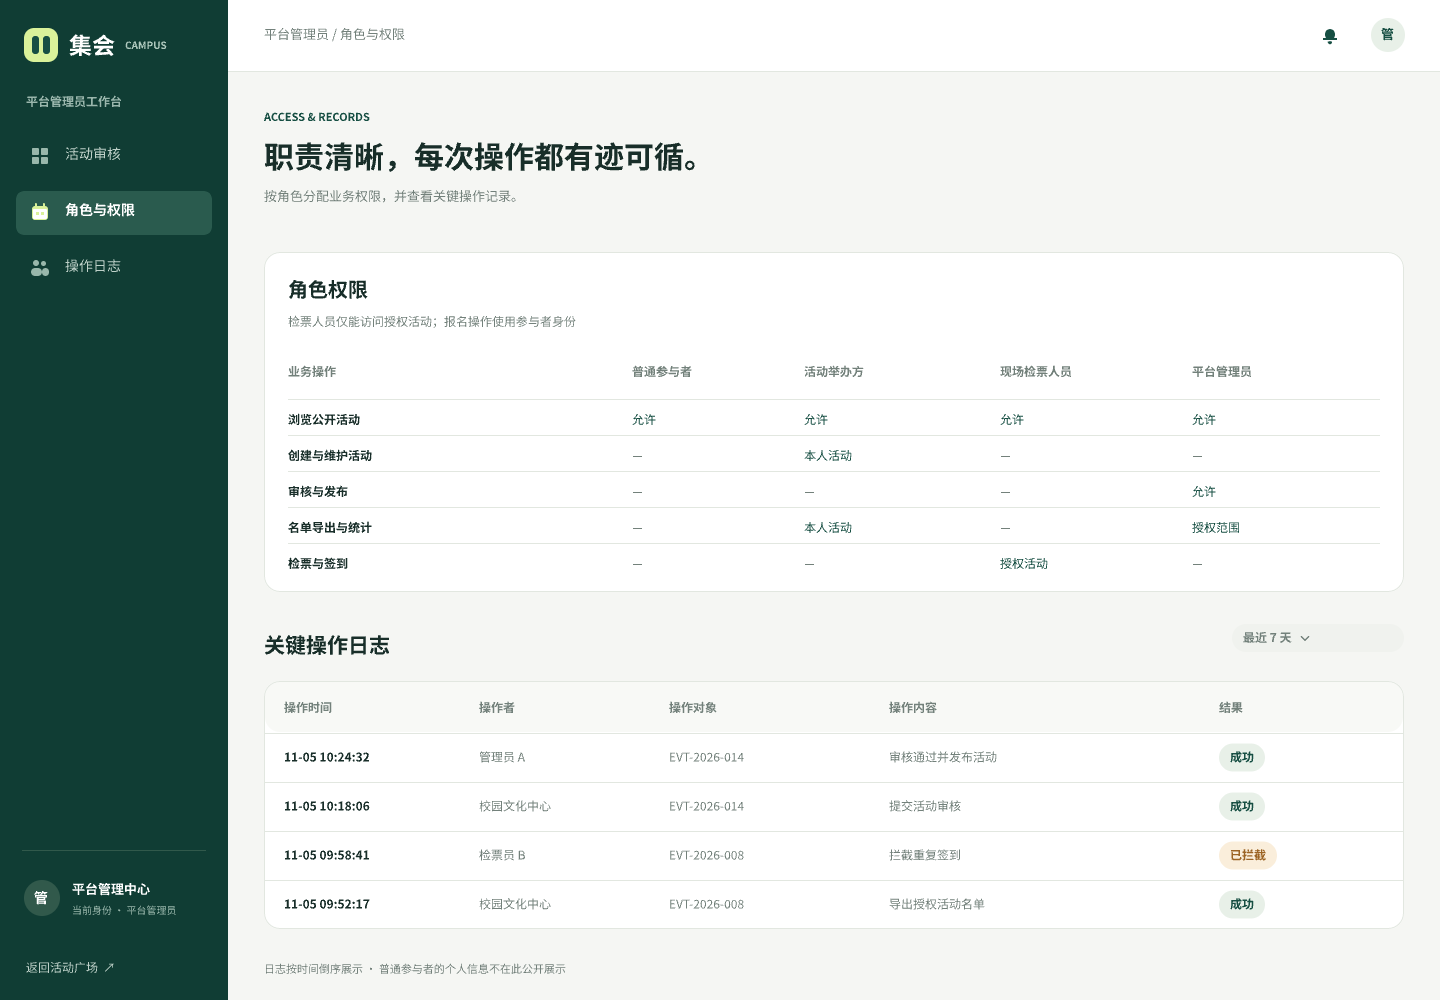 集会 CAMPUS
平台管理员工作台
活动审核
角色与权限
操作日志
管 平台管理中心
当前身份 · 平台管理员
返回活动广场 ↗
平台管理员 / 角色与权限
管
ACCESS & RECORDS
职责清晰，每次操作都有迹可循。
按角色分配业务权限，并查看关键操作记录。
角色权限
检票人员仅能访问授权活动；报名操作使用参与者身份
业务操作 普通参与者 活动举办方 现场检票人员 平台管理员
浏览公开活动 允许 允许 允许 允许
创建与维护活动 — 本人活动 — —
审核与发布 — — — 允许
名单导出与统计 — 本人活动 — 授权范围
检票与签到 — — 授权活动 —
关键操作日志
最近 7 天
操作时间 操作者 操作对象 操作内容 结果
11-05 10:24:32 管理员 A EVT-2026-014 审核通过并发布活动 成功
11-05 10:18:06 校园文化中心 EVT-2026-014 提交活动审核 成功
11-05 09:58:41 检票员 B EVT-2026-008 拦截重复签到 已拦截
11-05 09:52:17 校园文化中心 EVT-2026-008 导出授权活动名单 成功
日志按时间倒序展示 · 普通参与者的个人信息不在此公开展示